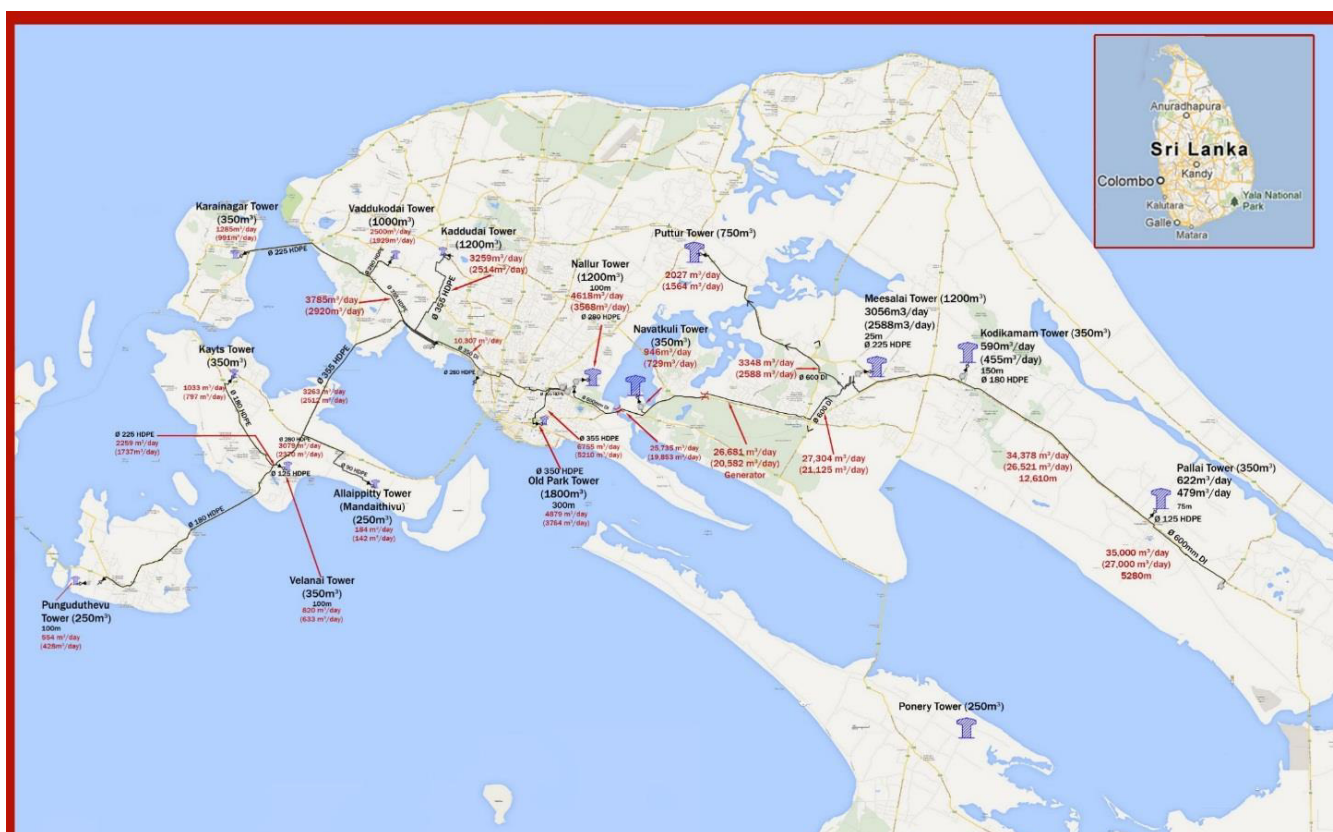 Anuradhapura
Sri Lanka
Kandy
Colombo
Kalutara
Galle
Matara
Yala National
Park
Karainagar Tower
(350m³)
1285m³/day
(991m³/day)
Ø 225 HDPE
Vaddukodai Tower
(1000m³)
2500m³/day
(1929m³/day)
Kaddudai Tower
(1200m³)
3259m³/day
(2514m³/day)
Ø 355 HDPE
3785m³/day
(2920m³/day)
Ø 355 HDPE
Nallur Tower
(1200m³)
100m
4618m³/day
(3568m³/day)
Ø 280 HDPE
Puttur Tower (750m³)
2027 m³/day
(1564 m³/day)
Navatkuli Tower
(350m³)
946m³/day
(729m³/day)
Meesalai Tower (1200m³)
3056m3/day
(2588m3/day)
25m
Ø 225 HDPE
Kodikamam Tower (350m³)
590m³/day
(455m³/day)
150m
Ø 180 HDPE
3348 m³/day
(2588 m³/day)
Ø 600 DI
Ø 600 DI
10,307 m³/day
Ø 280 HDPE
Kayts Tower
(350m³)
1033 m³/day
(797 m³/day)
Ø 180 HDPE
3263 m³/day
Ø 225 HDPE
2259 m³/day
(1737m³/day)
Ø 280 HDPE
3079 m³/day
Ø 125 HDPE
Ø 90 HDPE
Allaippitty Tower
(Mandaithivu)
(250m³)
184 m³/day
(142 m³/day)
Ø 355 HDPE
6755 m³/day
(5210 m³/day)
Ø 350 HDPE
Old Park Tower
(1800m³)
300m
4879 m³/day
(3764 m³/day)
25,735 m³/day
(19,853 m³/day)
26,681 m³/day
(20,582 m³/day)
Generator
27,304 m³/day
(21,125 m³/day)
34,378 m³/day
(26,521 m³/day)
12,610m
Pallai Tower (350m³)
622m³/day
479m³/day
75m
Ø 125 HDPE
Ø 600mm DI
35,000 m³/day
(27,000 m³/day)
5280m
Ø 180 HDPE
Velanai Tower
(350m³)
100m
820 m³/day
(633 m³/day)
Punguduthevu
Tower (250m³)
100m
554 m³/day
(428m³/day)
Ponery Tower (250m³)